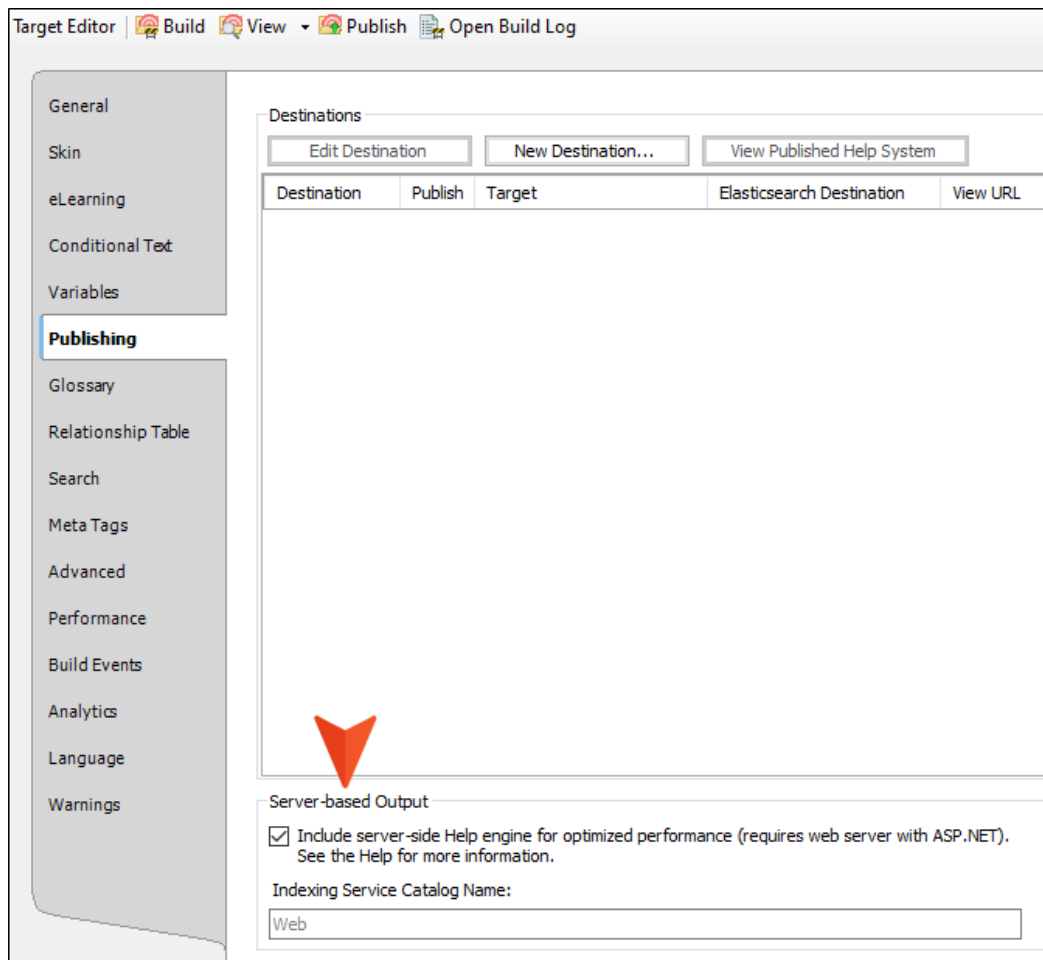 Target Editor Build View Publish Open Build Log
General
Skin
eLearning
Conditional Text
Variables
Publishing
Glossary
Relationship Table
Search
Meta Tags
Advanced
Performance
Build Events
Analytics
Language
Warnings
Destinations
Edit Destination New Destination... View Published Help System
Destination Publish Target Elasticsearch Destination View URL
Server-based Output
Include server-side Help engine for optimized performance (requires web server with ASP.NET).
See the Help for more information.
Indexing Service Catalog Name:
Web